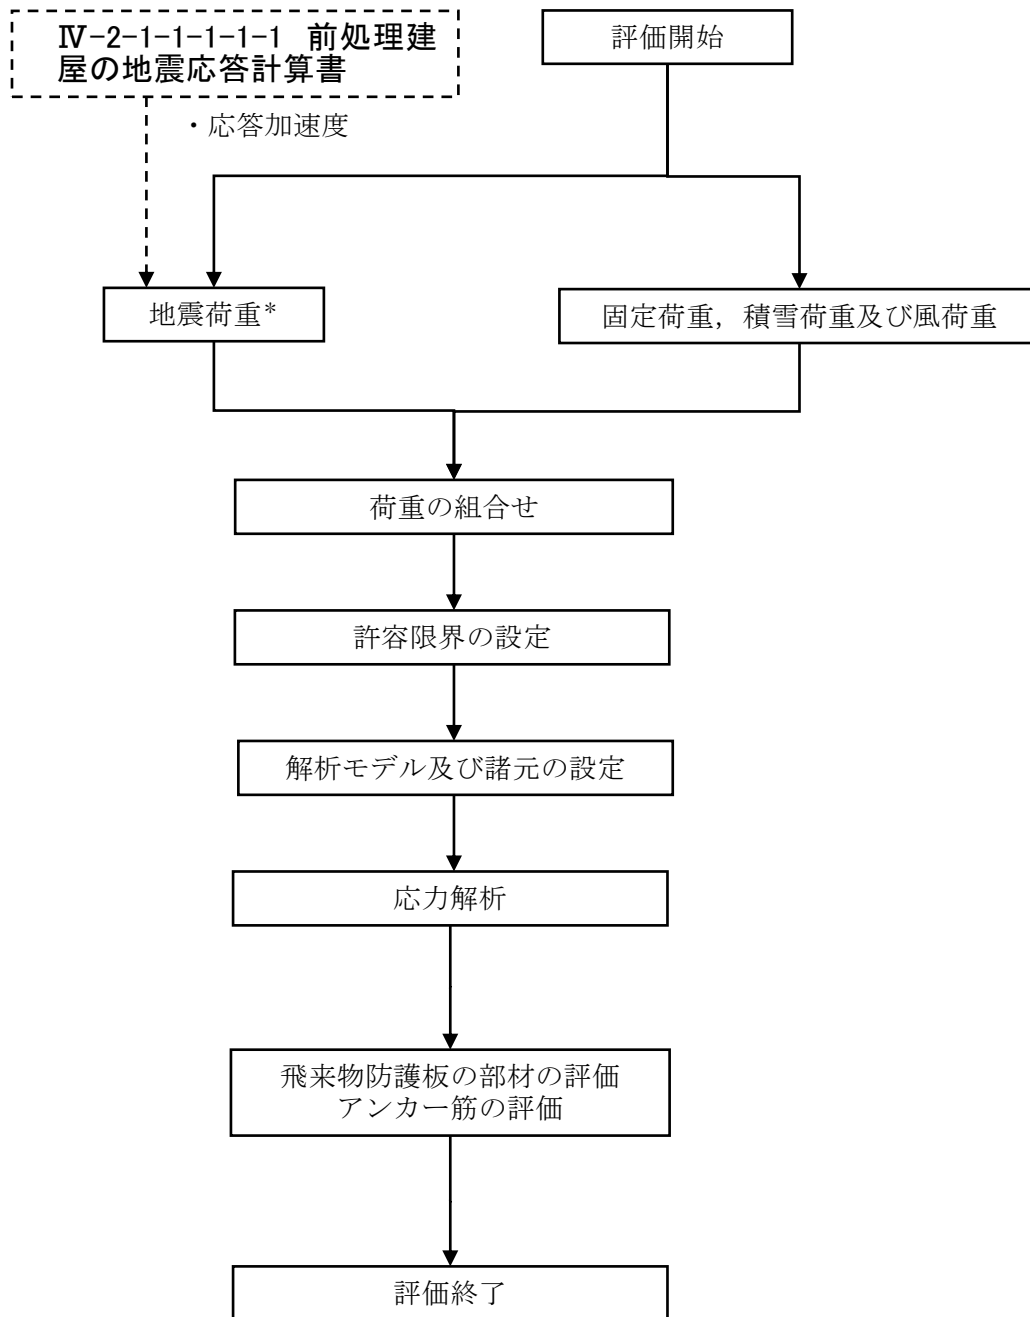 Ⅳ-2-1-1-1-1-1 前処理建
屋の地震応答計算書
評価開始
・応答加速度
地震荷重*
固定荷重，積雪荷重及び風荷重
荷重の組合せ
許容限界の設定
解析モデル及び諸元の設定
応力解析
飛来物防護板の部材の評価
アンカー筋の評価
評価終了